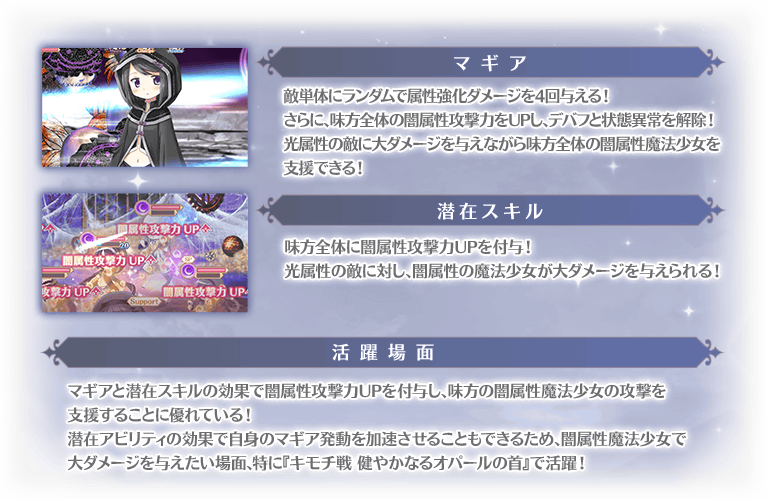 マギア
敵単体にランダムで属性強化ダメージを4回与える！
さらに、味方全体の闇属性攻撃力をUPし、デバフと状態異常を解除！
光属性の敵に大ダメージを与えながら味方全体の闇属性魔法少女を
支援できる！
潜在スキル
闇属性攻撃力 UP
闇属性攻撃力 UP
攻撃力 UP
闇属性攻撃力 UP
Support
味方全体に闇属性攻撃力UPを付与！
光属性の敵に対し、闇属性の魔法少女が大ダメージを与えられる！
活躍場面
マギアと潜在スキルの効果で闇属性攻撃力UPを付与し、味方の闇属性魔法少女の攻撃を
支援することに優れている！
潜在アビリティの効果で自身のマギア発動を加速させることもできるため、闇属性魔法少女で
大ダメージを与えたい場面、特に『キモチ戦 健やかなるオパールの首』で活躍！